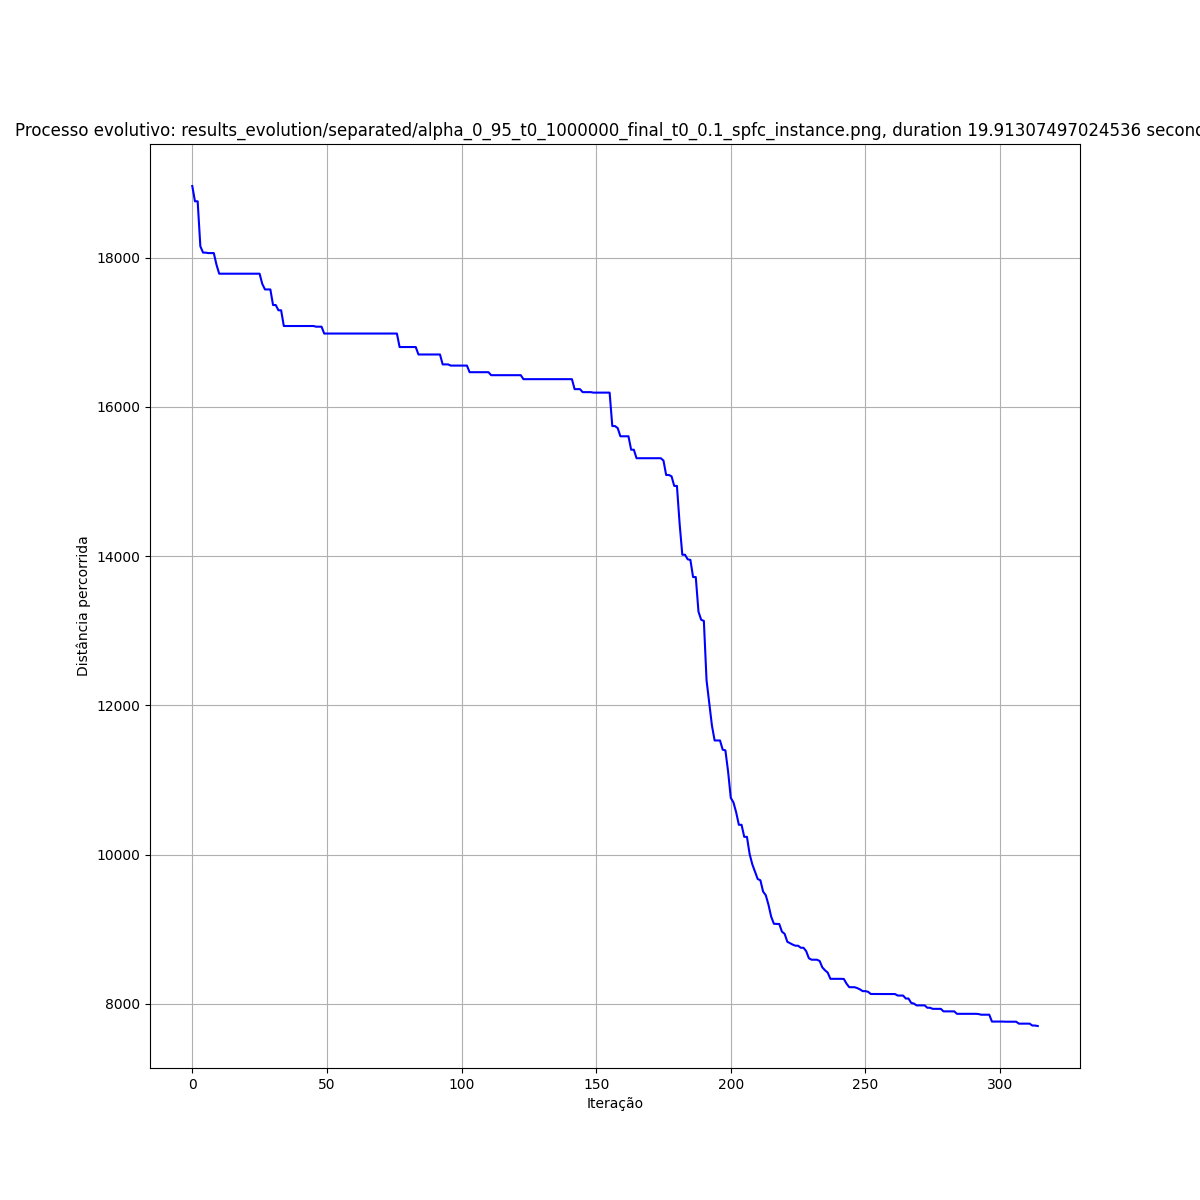 Processo evolutivo: results_evolution/separated/alpha_0_95_t0_1000000_final_t0_0.1_spfc_instance.png, duration 19.91307497024536 secon
18000
16000
14000
12000
10000
8000
Distância percorrida
0 50 100 150 200 250 300
Iteração